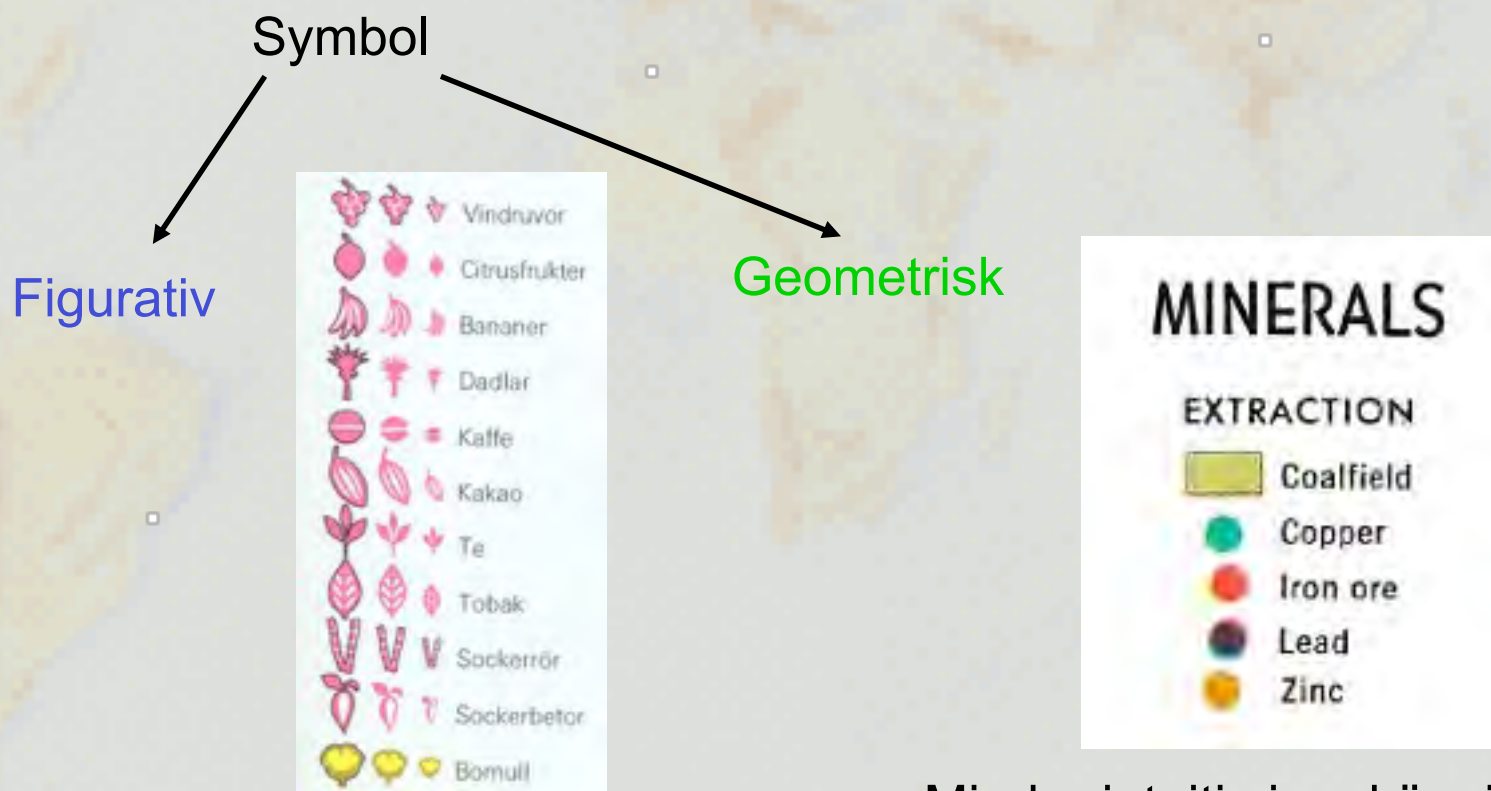 Symbol
Figurativ
Vindruvor
Citrusfrukter
Bananer
Dadlar
Kaffe
Kakao
Te
Tobak
Sockerrör
Sockerbetor
Bomull
Geometrisk
MINERALS
EXTRACTION
Coalfield
Copper
Iron ore
Lead
Zinc